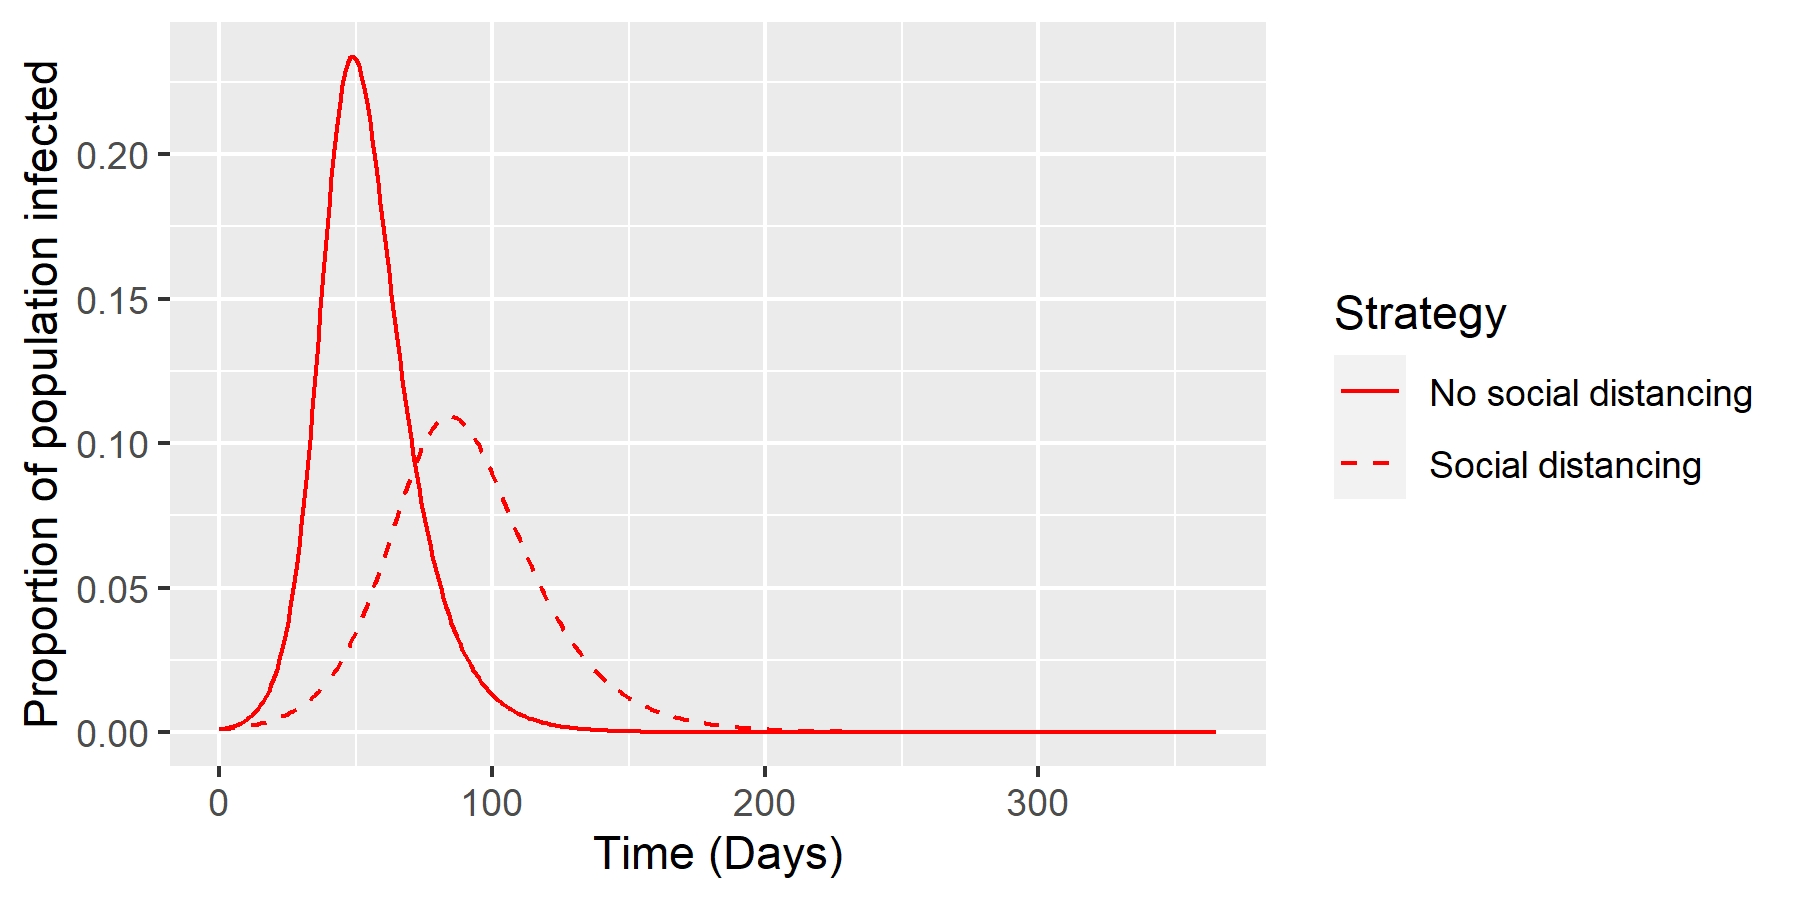 Proportion of population infected
0.20
0.15
0.10
0.05
0.00
0 100 200 300
Time (Days)
Strategy
No social distancing
Social distancing